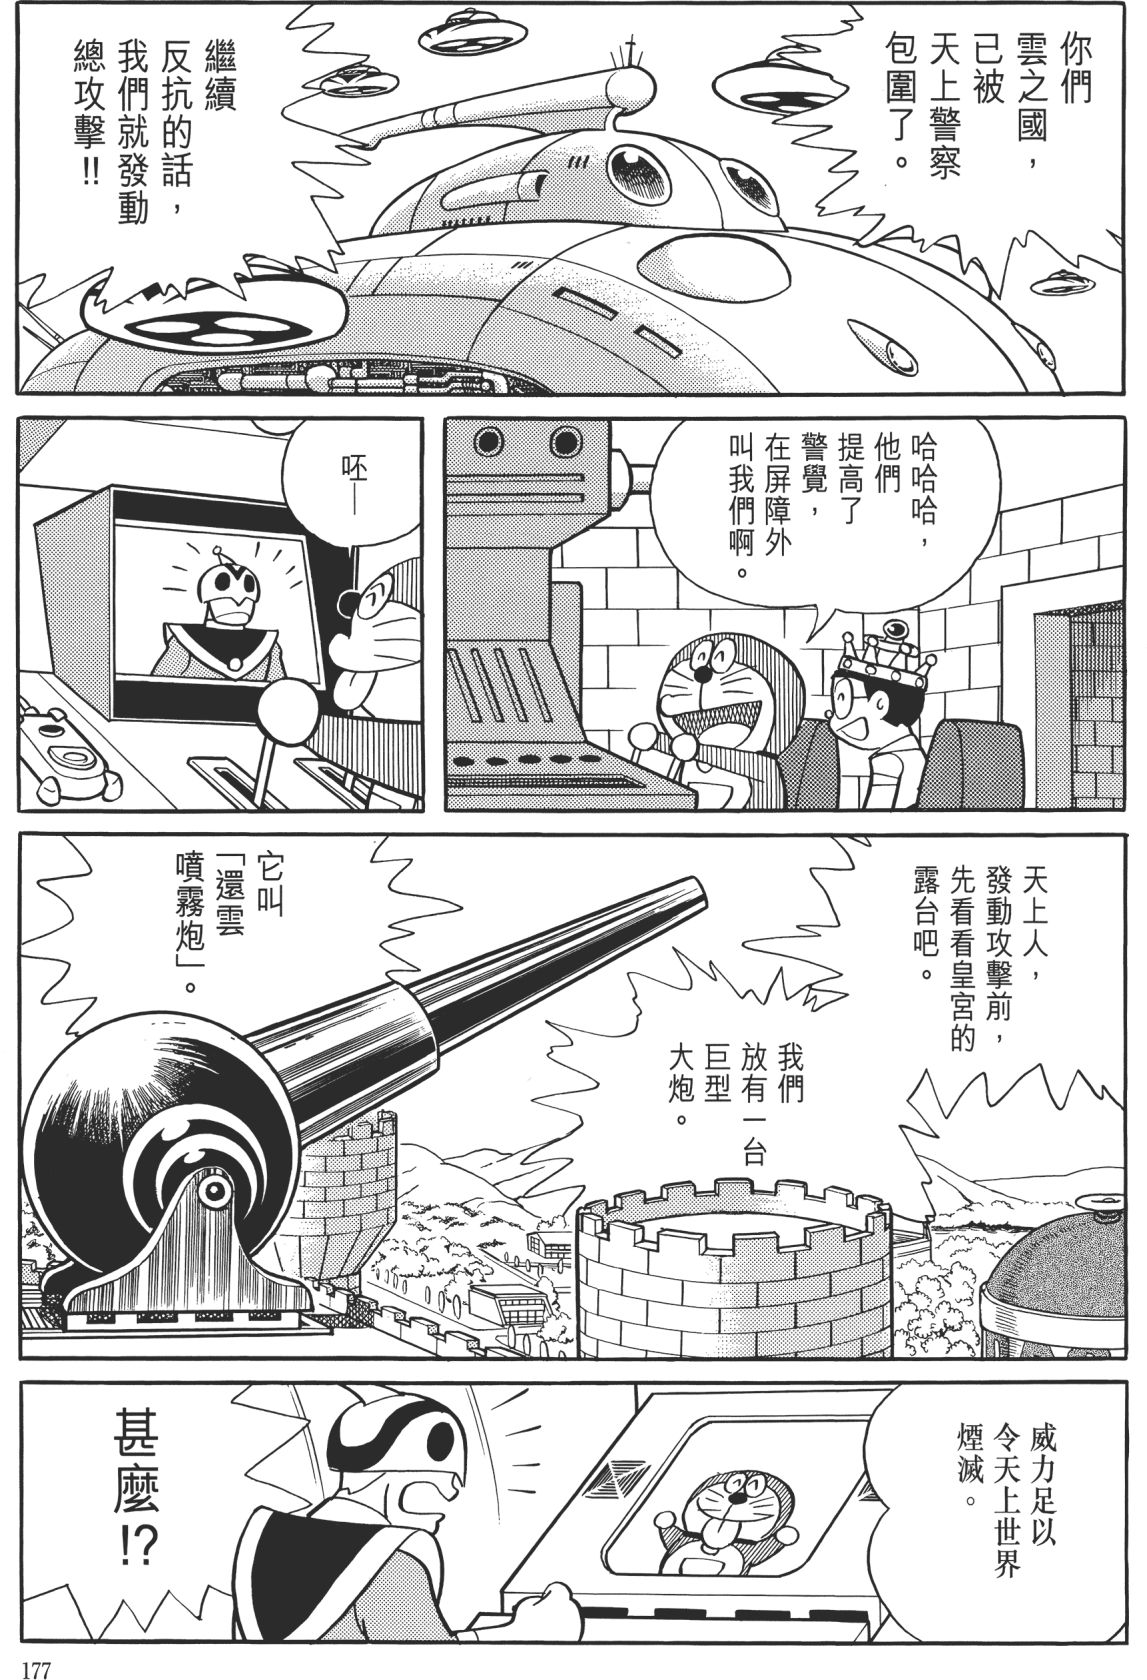 你們
雲之國，
已被
天上警察
包圍了。
繼續
反抗的話，
我們就發動
總攻擊!!
哈哈哈，
他們
提高了
警覺，
在屏障外
叫我們啊。
呸—
天上人，
發動攻擊前，
先看看皇宮的
露台吧。
我們
放有一台
巨型
大炮。
它叫
「還雲
噴霧炮」。
威力足以
令天上世界
煙滅。
甚麼!?
177